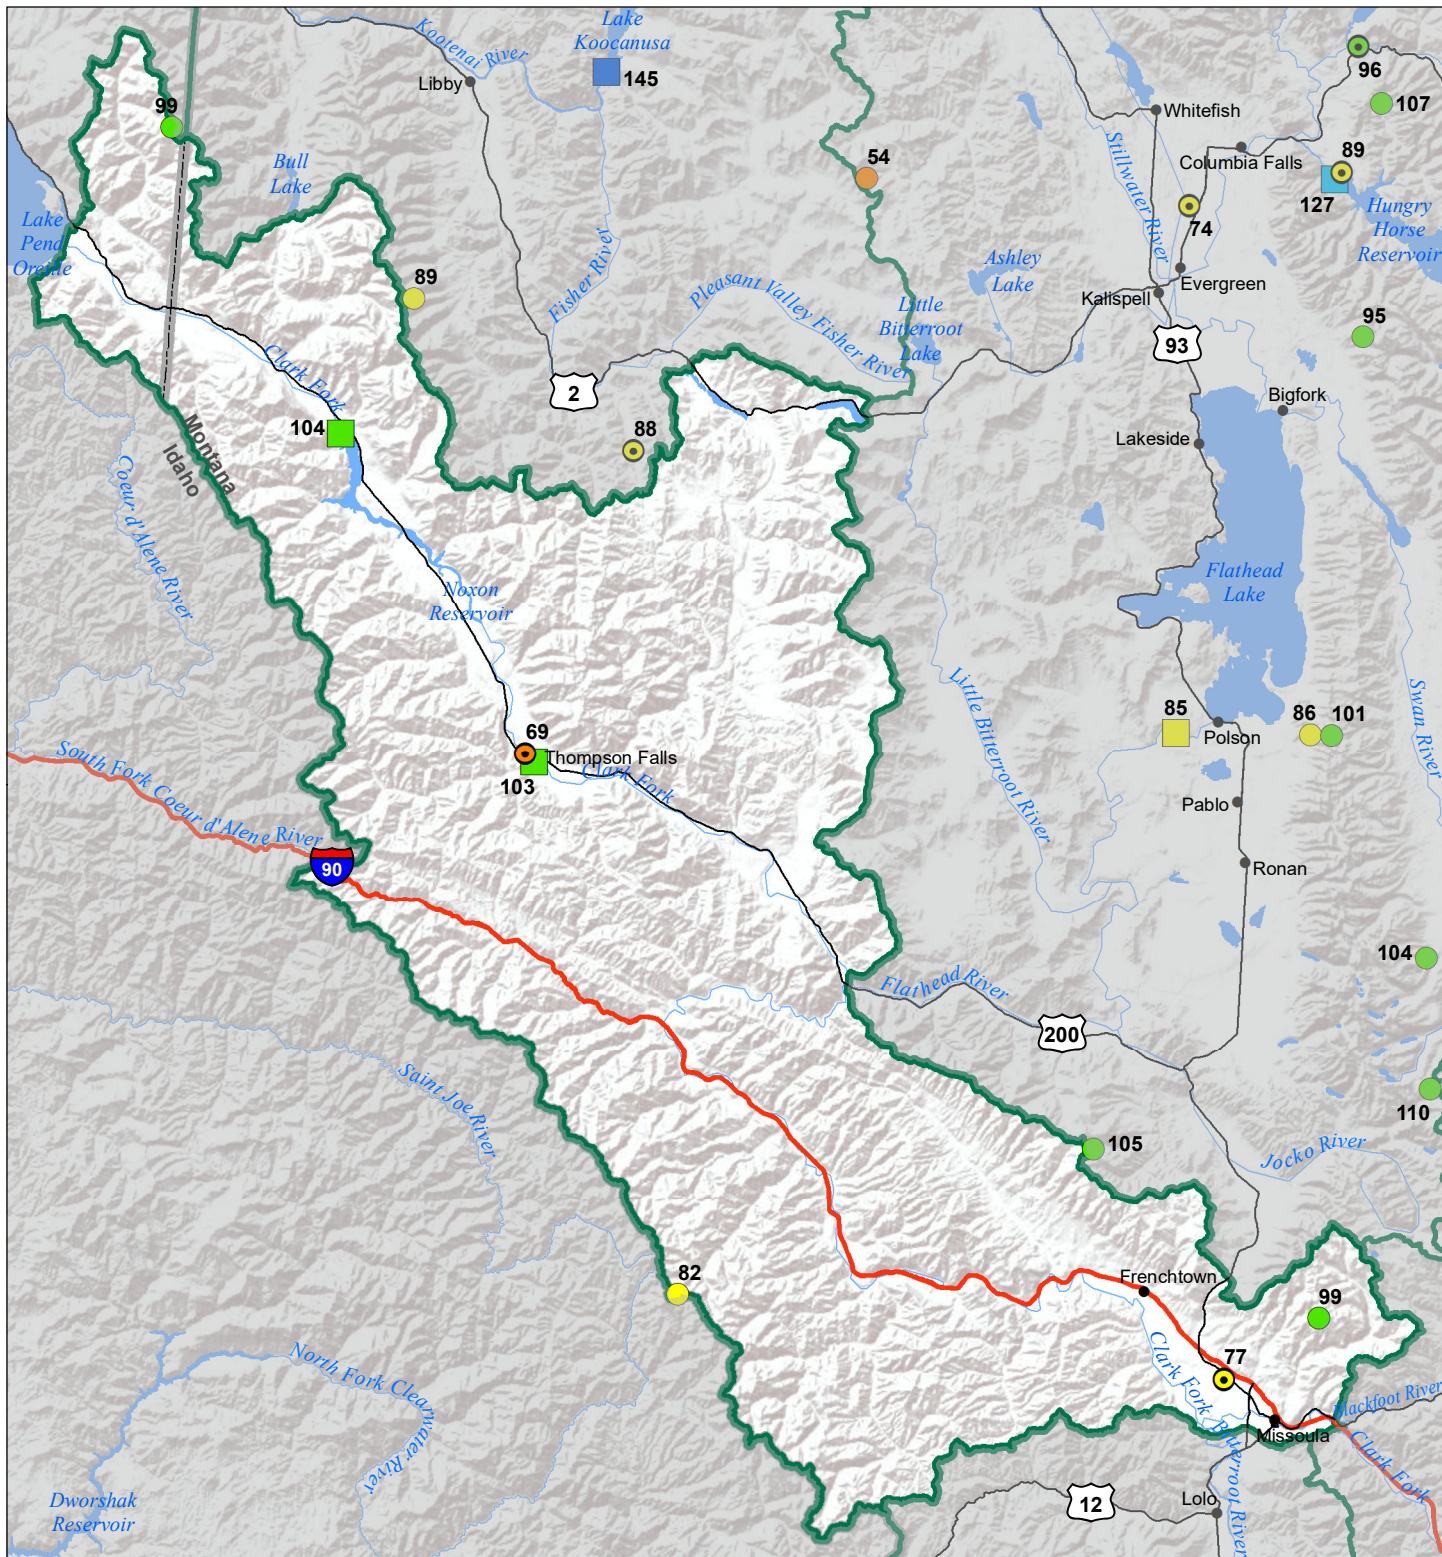 Lake
Koocanusa
Kootenai River
Libby
145
96
107
99
Whitefish
Stillwater River
Columbia Falls
89
127
Hungry
Horse
Reservoir
Bull
Lake
54
74
Lake
Pend
Oreille
Fisher River
Ashley
Lake
Evergreen
Kalispell
89
Pleasant Valley Fisher River
Little
Bitterroot
Lake
93
95
Clark Fork
2
Bigfork
104
88
Lakeside
Montana
Idaho
Coeur d'Alene River
Noxon
Reservoir
Flathead
Lake
Little Bitterroot River
Swan River
85
86
101
Polson
69
Thompson Falls
103
Clark Fork
South Fork Coeur d'Alene River
Pablo
90
Ronan
104
Flathead River
200
Saint Joe River
110
105
Jocko River
82
Frenchtown
99
77
Clark Fork
North Fork Clearwater River
Blackfoot River
Missoula
Bitterroot River
Clark Fork
Dworshak
Reservoir
12
Lolo